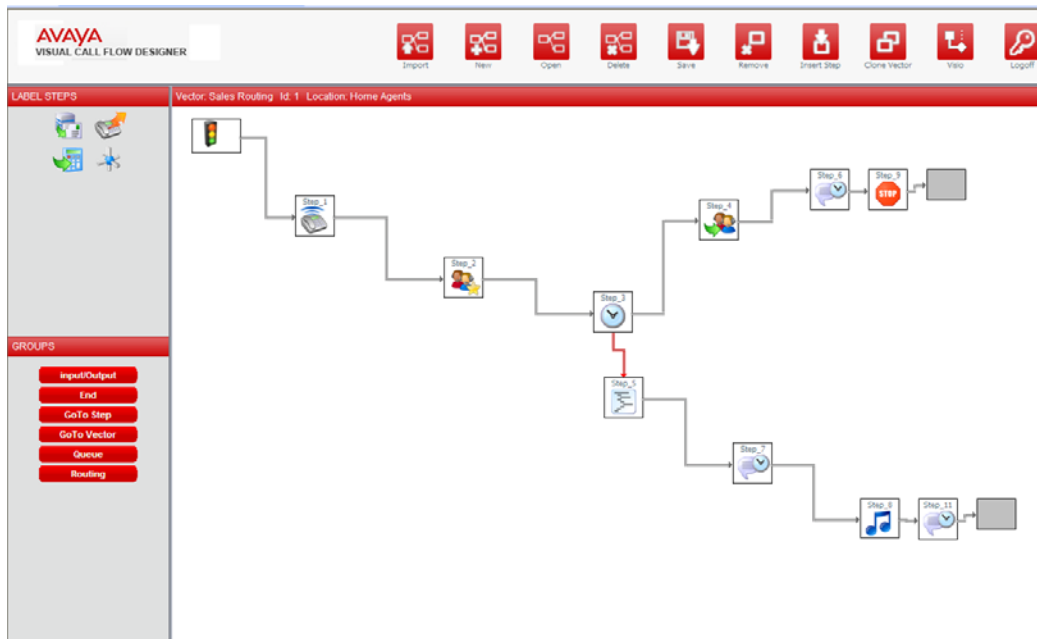 AVAYA
VISUAL CALL FLOW DESIGNER
Import
New
Open
Delete
Save
Remove
Insert Step
Clone Vector
Visio
Logoff
LABEL STEPS
Vector: Sales Routing Id: 1 Location: Home Agents
Step_1
Step_2
Step_3
Step_4
Step_6
Step_9
STOP
GROUPS
input/Output
End
GoTo Step
GoTo Vector
Queue
Routing
Step_5
Step_7
Step_8
Step_11